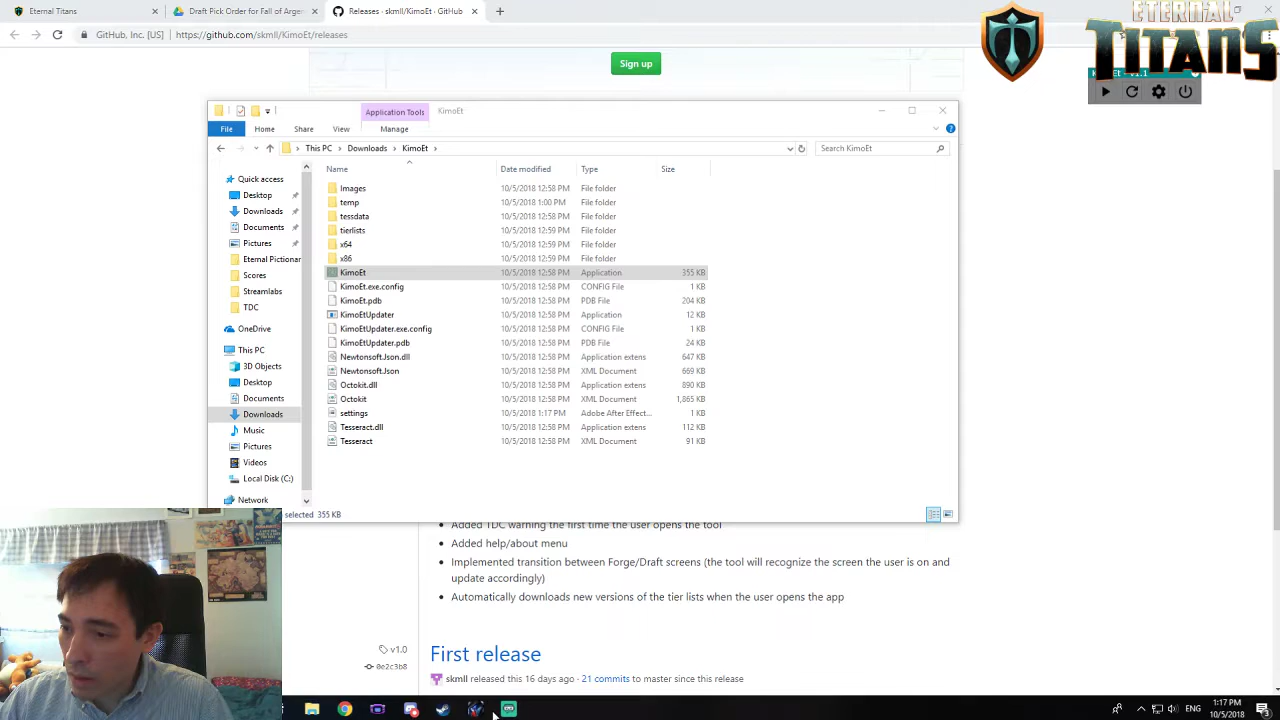 Eternal Titans
Draft Pick Order for Fall of Argen
Releases · skmll/KimoEt · GitHub
GitHub, Inc. [US]
https://github.com/skmll/KimoEt/releases
ETERNAL
TITANS
Sign up
Application Tools
KimoEt
File
Home
Share
View
Manage
This PC
Downloads
KimoEt
Search KimoEt
Name
Date modified
Type
Size
Quick access
Desktop
Downloads
Documents
Pictures
Eternal Pictionar
Scores
Streamlabs
TDC
OneDrive
This PC
3D Objects
Desktop
Documents
Downloads
Music
Pictures
Videos
Local Disk (C:)
Network
Images 10/5/2018 12:58 PM File folder
temp 10/5/2018 1:00 PM File folder
tessdata 10/5/2018 12:58 PM File folder
tierlists 10/5/2018 12:59 PM File folder
x64 10/5/2018 12:59 PM File folder
x86 10/5/2018 12:59 PM File folder
KimoEt 10/5/2018 12:58 PM Application 355 KB
KimoEt.exe.config 10/5/2018 12:58 PM CONFIG File 1 KB
KimoEt.pdb 10/5/2018 12:58 PM PDB File 204 KB
KimoEtUpdater 10/5/2018 12:58 PM Application 12 KB
KimoEtUpdater.exe.config 10/5/2018 12:58 PM CONFIG File 1 KB
KimoEtUpdater.pdb 10/5/2018 12:58 PM PDB File 24 KB
Newtonsoft.Json.dll 10/5/2018 12:58 PM Application extens 647 KB
Newtonsoft.Json 10/5/2018 12:58 PM XML Document 669 KB
Octokit.dll 10/5/2018 12:58 PM Application extens 890 KB
Octokit 10/5/2018 12:58 PM XML Document 1,865 KB
settings 10/5/2018 1:17 PM Adobe After Effect... 1 KB
Tesseract.dll 10/5/2018 12:58 PM Application extens 112 KB
Tesseract 10/5/2018 12:58 PM XML Document 91 KB
selected 355 KB
Added TDC warning the first time the user opens the tool
Added help/about menu
Implemented transition between Forge/Draft screens (the tool will recognize the screen the user is on and
update accordingly)
Automatically downloads new versions of the tier lists when the user opens the app
v1.0
0e2c3b8
First release
skmll released this 16 days ago · 21 commits to master since this release
ENG
1:17 PM
10/5/2018
3